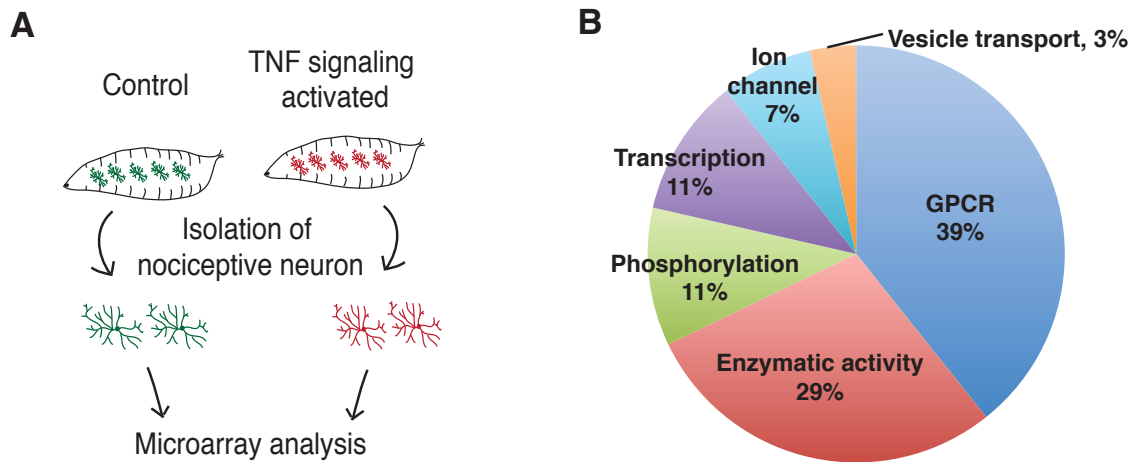 A
Control
TNF signaling
activated
Isolation of
nociceptive neuron
Microarray analysis
B
Vesicle transport, 3%
Ion
channel
7%
Transcription
11%
GPCR
39%
Phosphorylation
11%
Enzymatic activity
29%